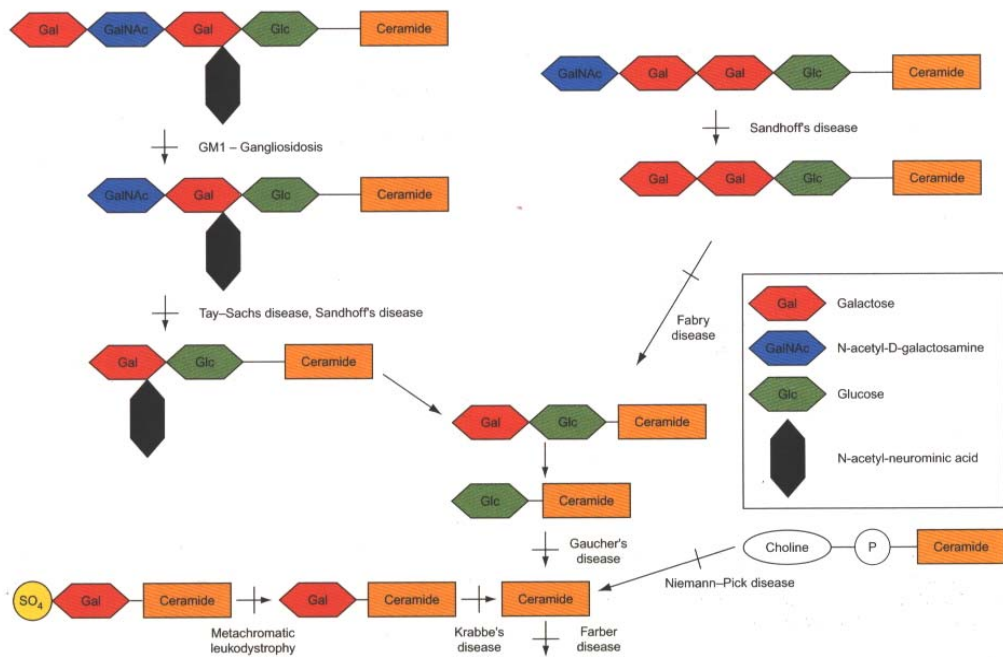 Gal GalNAc Gal Glc Ceramide
GalNAc Gal Gal Glc Ceramide
GM1 – Gangliosidosis
Sandhoff's disease
GalNAc Gal Glc Ceramide
Gal Gal Glc Ceramide
Tay–Sachs disease, Sandhoff's disease
Fabry
disease
Gal Glc Ceramide
Gal Glc Ceramide
Glc Ceramide
Gal Galactose
GalNAc N-acetyl-D-galactosamine
Glc Glucose
N-acetyl-neurominic acid
Gaucher's
disease
Choline P Ceramide
Niemann–Pick disease
SO4 Gal Ceramide
Gal Ceramide
Ceramide
Metachromatic
leukodystrophy
Krabbe's
disease
Farber
disease